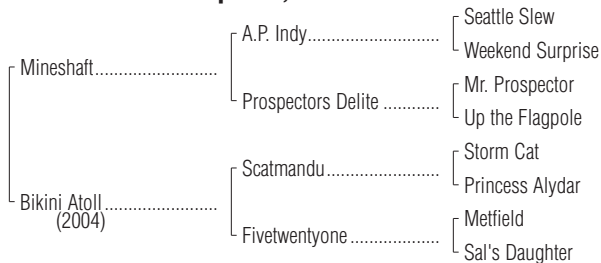 Seattle Slew
A.P. Indy..............................
Weekend Surprise
Mineshaft..........................
Mr. Prospector
Prospectors Delite ............
Up the Flagpole
Storm Cat
Scatmandu........................
Princess Alydar
Bikini Atoll ........................
(2004)
Metfield
Fivetwentyone ...................
Sal's Daughter